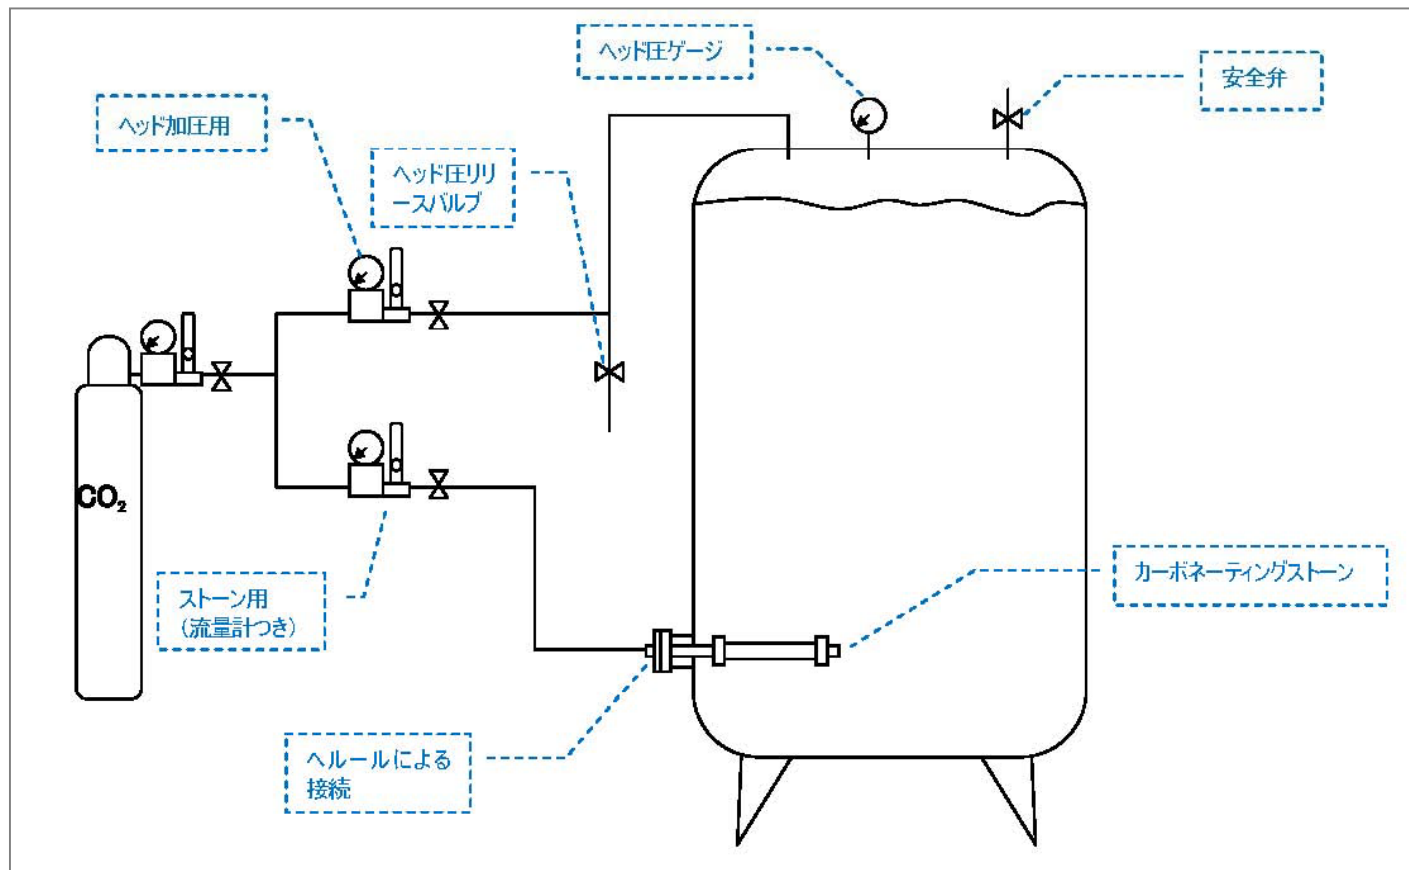 ヘッド圧ゲージ
安全弁
ヘッド加圧用
ヘッド圧リリ
ースバルブ
CO₂
ストーン用
（流量計つき）
カーボネーティングストーン
ヘルールによる
接続